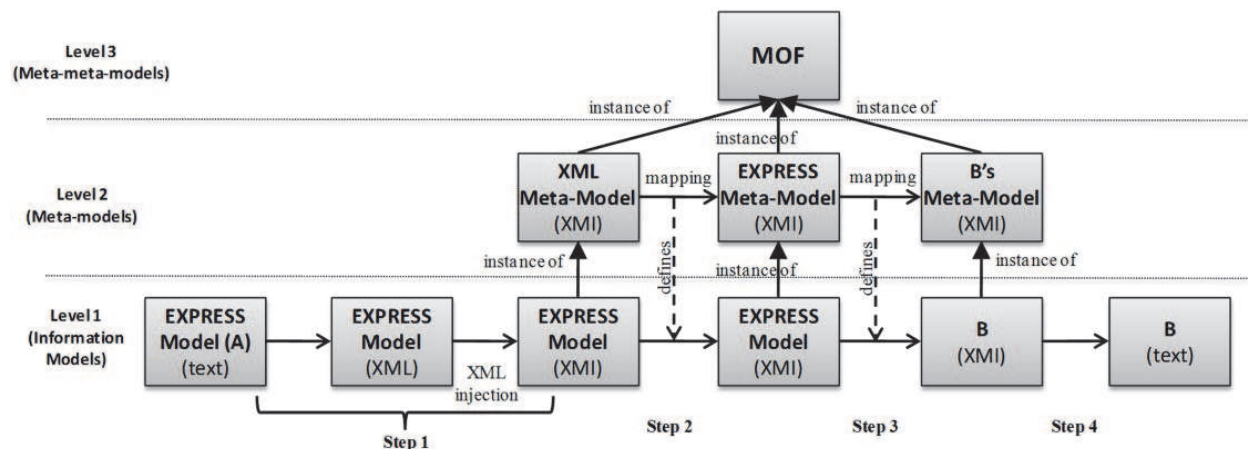 Level 3
(Meta-meta-models)
MOF
instance of
instance of
instance of
Level 2
(Meta-models)
XML
Meta-Model
(XMI)
mapping
EXPRESS
Meta-Model
(XMI)
mapping
B's
Meta-Model
(XMI)
instance of
defines
instance of
defines
instance of
Level 1
(Information
Models)
EXPRESS
Model (A)
(text)
EXPRESS
Model
(XML)
XML
injection
EXPRESS
Model
(XMI)
EXPRESS
Model
(XMI)
B
(XMI)
B
(text)
Step 1
Step 2
Step 3
Step 4